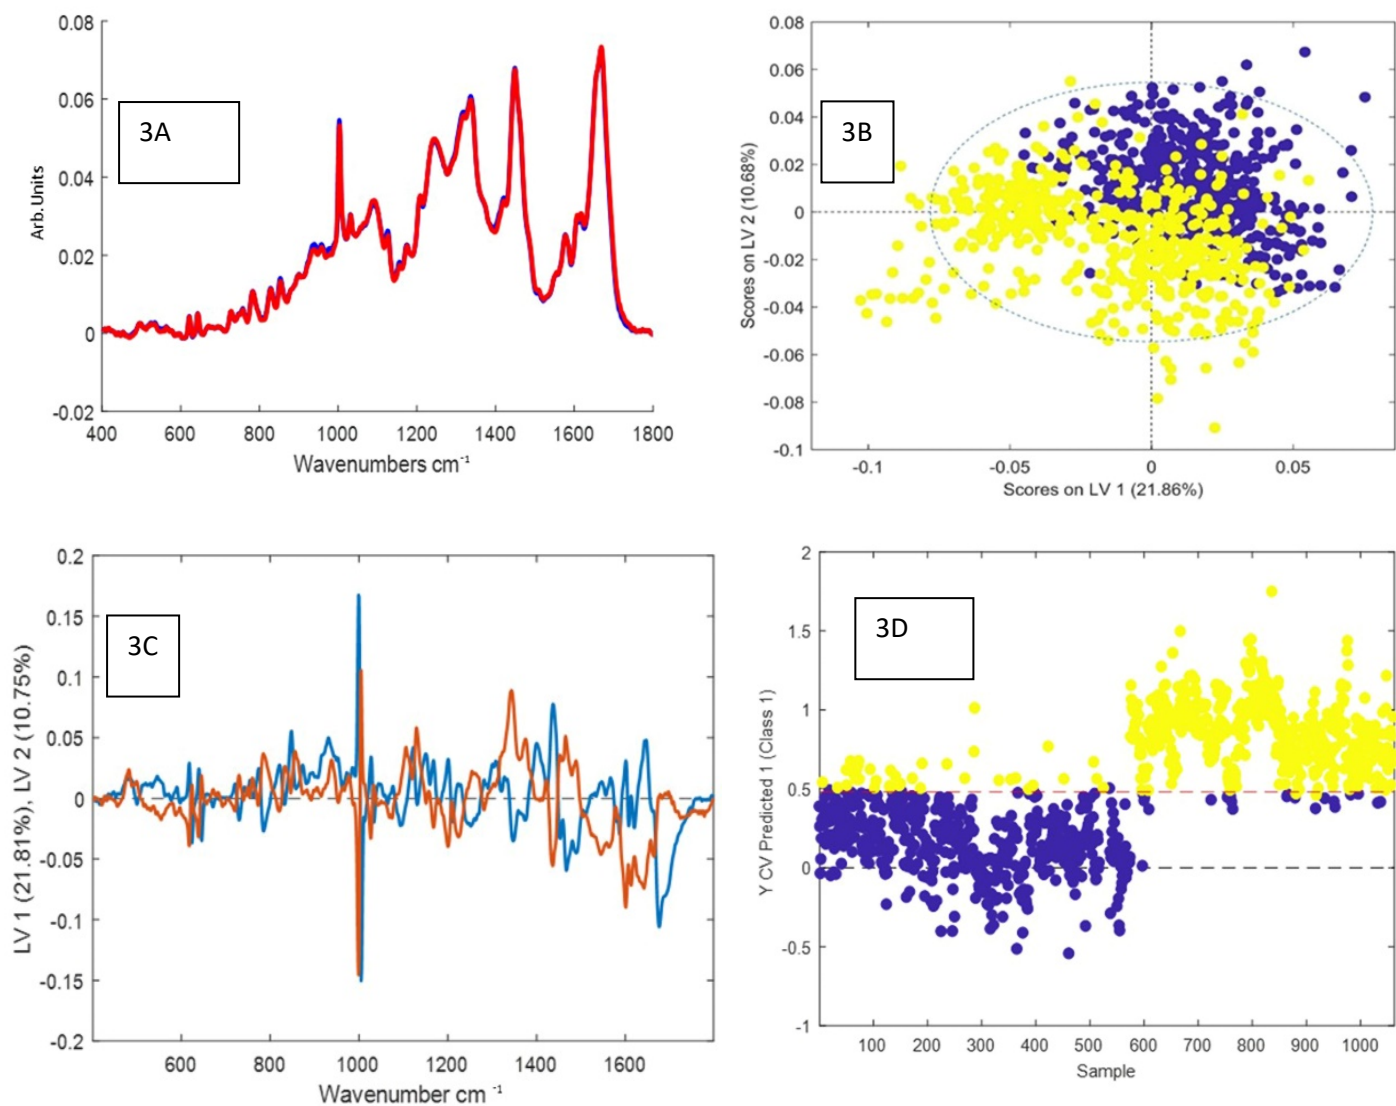 0.08
0.06
0.04
0.02
0
-0.02
Arb.Units
3A
400 600 800 1000 1200 1400 1600 1800
Wavenumbers cm⁻¹
0.08
0.06
0.04
0.02
0
-0.02
-0.04
-0.06
-0.08
-0.1
Scores on LV 2 (10.68%)
3B
-0.1 -0.05 0 0.05
Scores on LV 1 (21.86%)
0.2
0.15
0.1
0.05
0
-0.05
-0.1
-0.15
-0.2
LV 1 (21.81%), LV 2 (10.75%)
3C
600 800 1000 1200 1400 1600
Wavenumber cm ⁻¹
2
1.5
1
0.5
0
-0.5
-1
Y CV Predicted 1 (Class 1)
3D
100 200 300 400 500 600 700 800 900 1000
Sample